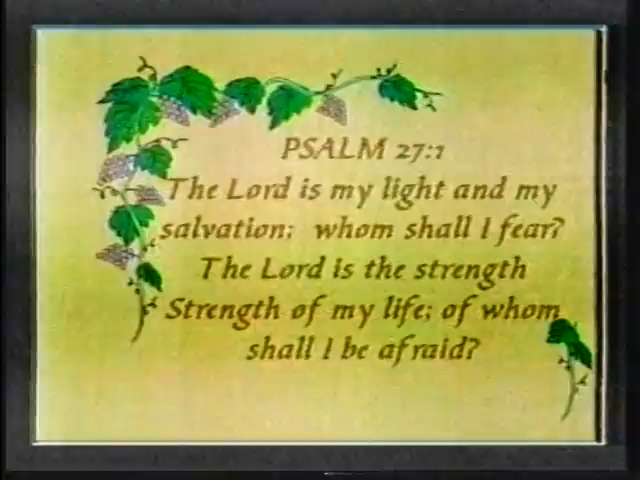 PSALM 27:1
The Lord is my light and my
salvation; whom shall I fear?
The Lord is the strength
Strength of my life; of whom
shall I be afraid?